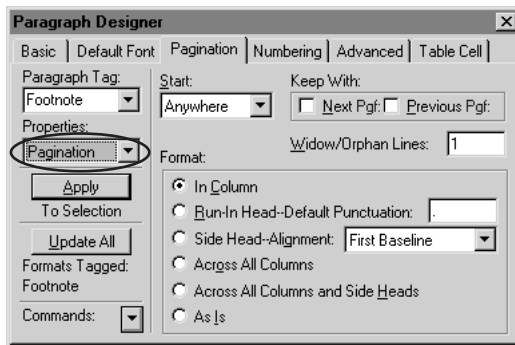 Paragraph Designer
Basic Default Font Pagination Numbering Advanced Table Cell
Paragraph Tag:
Footnote
Properties:
Pagination
Apply
To Selection
Update All
Formats Tagged:
Footnote
Commands:
Start:
Anywhere
Keep With:
Next Pgf: Previous Pgf:
Widow/Orphan Lines: 1
Format:
In Column
Run-In Head--Default Punctuation: .
Side Head--Alignment: First Baseline
Across All Columns
Across All Columns and Side Heads
As Is